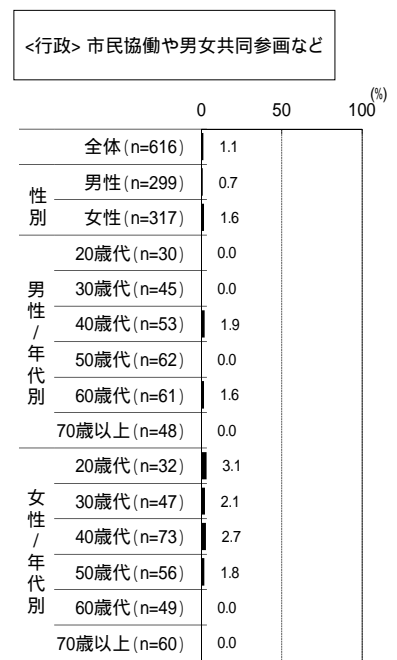 <行政> 市民協働や男女共同参画など
(%)
0 50 100
全体(n=616) 1.1
性別
男性(n=299) 0.7
女性(n=317) 1.6
男性/年代別
20歳代(n=30) 0.0
30歳代(n=45) 0.0
40歳代(n=53) 1.9
50歳代(n=62) 0.0
60歳代(n=61) 1.6
70歳以上(n=48) 0.0
女性/年代別
20歳代(n=32) 3.1
30歳代(n=47) 2.1
40歳代(n=73) 2.7
50歳代(n=56) 1.8
60歳代(n=49) 0.0
70歳以上(n=60) 0.0